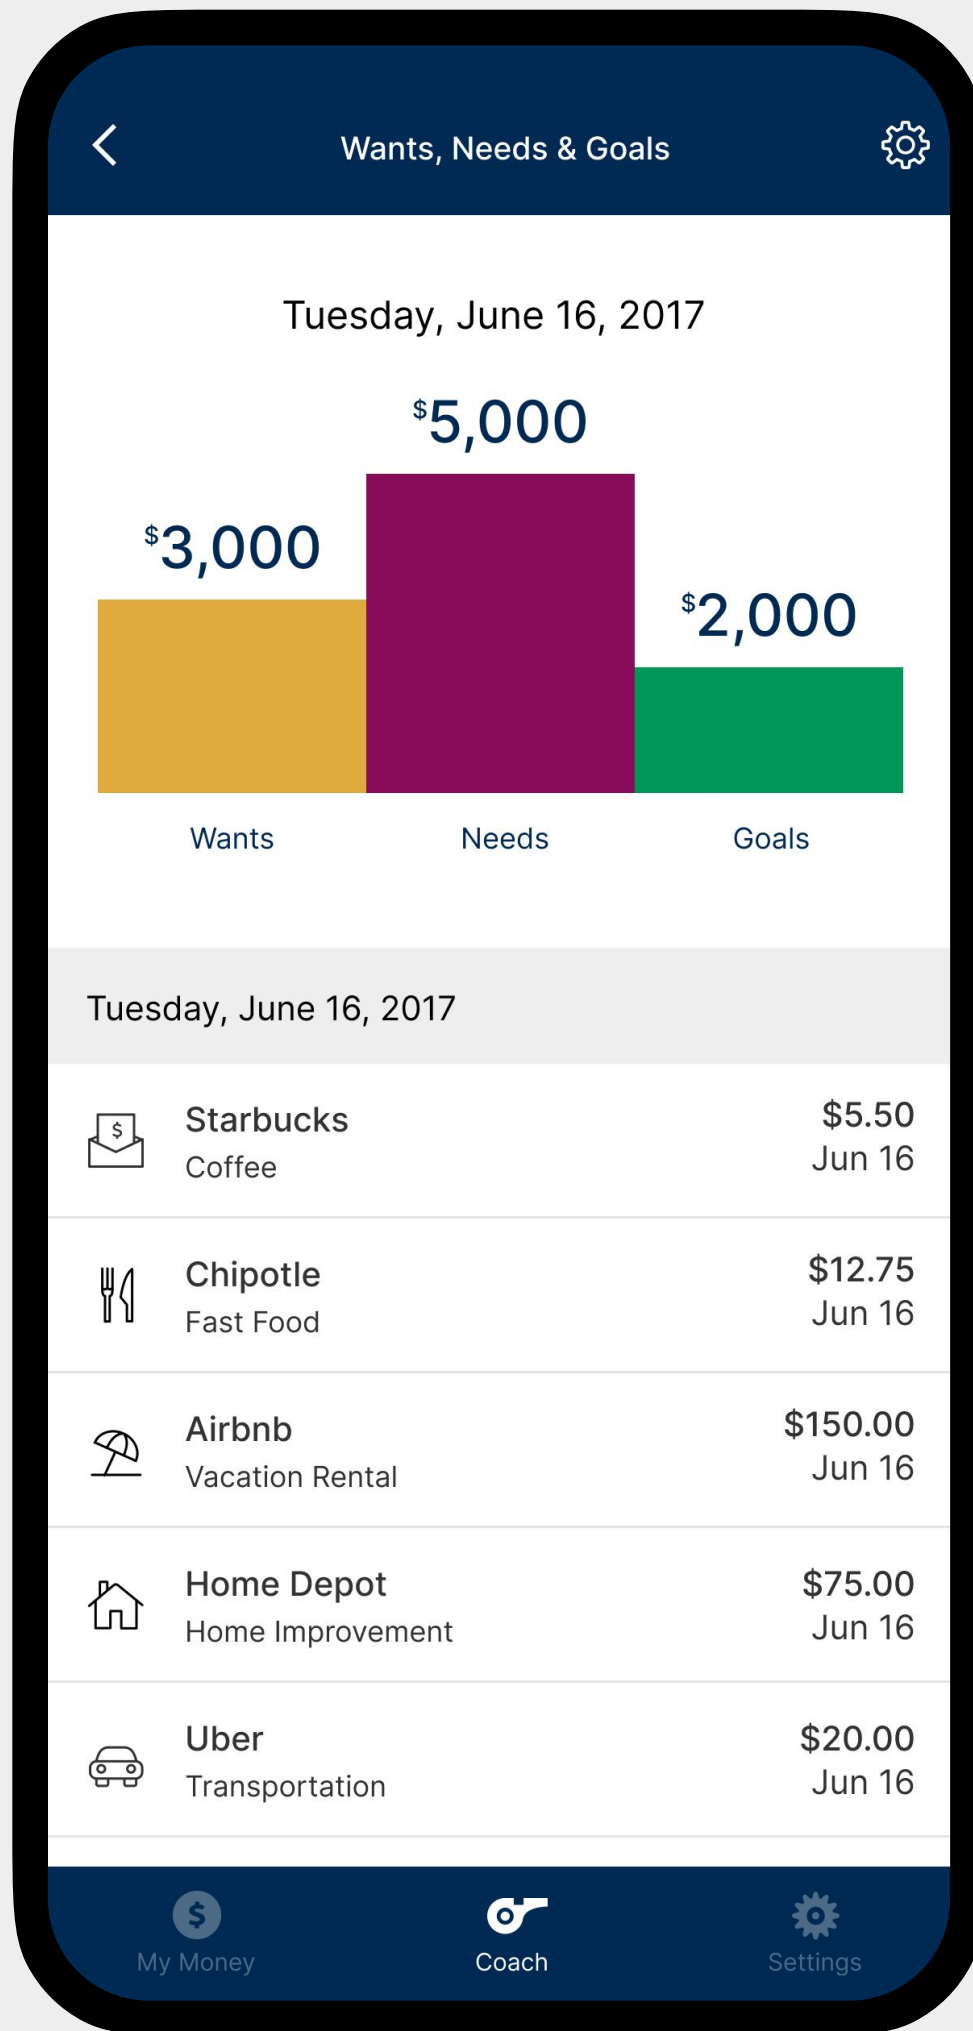 Wants, Needs & Goals
Tuesday, June 16, 2017
$5,000
$3,000
$2,000
Wants Needs Goals
Tuesday, June 16, 2017
$
Starbucks $5.50
Coffee Jun 16
Chipotle $12.75
Fast Food Jun 16
Airbnb $150.00
Vacation Rental Jun 16
Home Depot $75.00
Home Improvement Jun 16
Uber $20.00
Transportation Jun 16
$
My Money Coach Settings